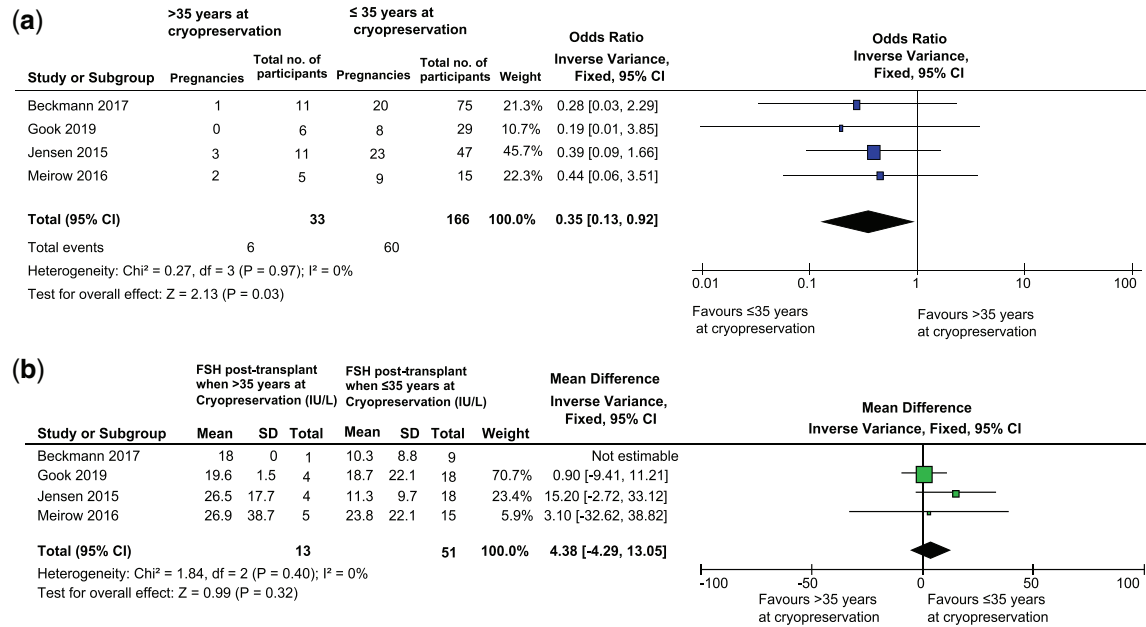 (a)
>35 years at cryopreservation ≤ 35 years at cryopreservation Odds Ratio Odds Ratio
Study or Subgroup Pregnancies Total no. of participants Pregnancies Total no. of participants Weight Inverse Variance, Fixed, 95% CI Inverse Variance, Fixed, 95% CI
Beckmann 2017 1 11 20 75 21.3% 0.28 [0.03, 2.29]
Gook 2019 0 6 8 29 10.7% 0.19 [0.01, 3.85]
Jensen 2015 3 11 23 47 45.7% 0.39 [0.09, 1.66]
Meirow 2016 2 5 9 15 22.3% 0.44 [0.06, 3.51]
Total (95% CI) 33 166 100.0% 0.35 [0.13, 0.92]
Total events 6 60
Heterogeneity: Chi² = 0.27, df = 3 (P = 0.97); I² = 0%
Test for overall effect: Z = 2.13 (P = 0.03)
0.01 0.1 1 10 100
Favours ≤35 years at cryopreservation Favours >35 years at cryopreservation
(b)
FSH post-transplant when >35 years at Cryopreservation (IU/L) FSH post-transplant when ≤35 years at Cryopreservation (IU/L) Mean Difference Mean Difference
Study or Subgroup Mean SD Total Mean SD Total Weight Inverse Variance, Fixed, 95% CI Inverse Variance, Fixed, 95% CI
Beckmann 2017 18 0 1 10.3 8.8 9 Not estimable
Gook 2019 19.6 1.5 4 18.7 22.1 18 70.7% 0.90 [-9.41, 11.21]
Jensen 2015 26.5 17.7 4 11.3 9.7 18 23.4% 15.20 [-2.72, 33.12]
Meirow 2016 26.9 38.7 5 23.8 22.1 15 5.9% 3.10 [-32.62, 38.82]
Total (95% CI) 13 51 100.0% 4.38 [-4.29, 13.05]
Heterogeneity: Chi² = 1.84, df = 2 (P = 0.40); I² = 0%
Test for overall effect: Z = 0.99 (P = 0.32)
-100 -50 0 50 100
Favours >35 years at cryopreservation Favours ≤35 years at cryopreservation